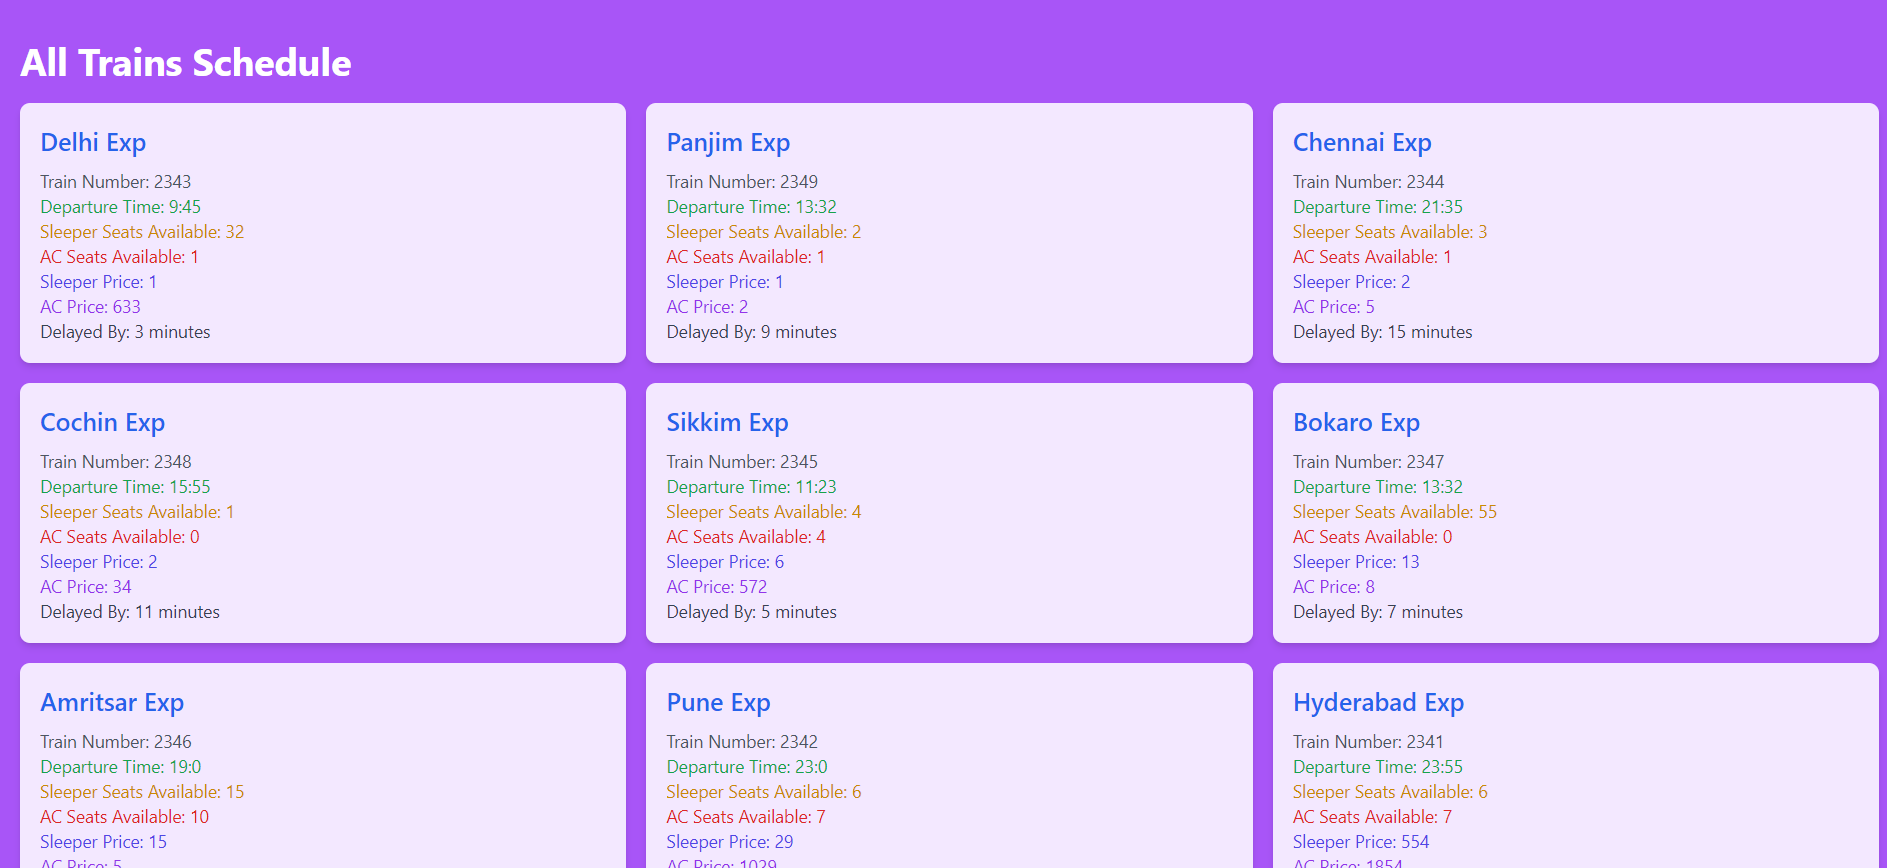 All Trains Schedule
Delhi Exp
Train Number: 2343
Departure Time: 9:45
Sleeper Seats Available: 32
AC Seats Available: 1
Sleeper Price: 1
AC Price: 633
Delayed By: 3 minutes
Panjim Exp
Train Number: 2349
Departure Time: 13:32
Sleeper Seats Available: 2
AC Seats Available: 1
Sleeper Price: 1
AC Price: 2
Delayed By: 9 minutes
Chennai Exp
Train Number: 2344
Departure Time: 21:35
Sleeper Seats Available: 3
AC Seats Available: 1
Sleeper Price: 2
AC Price: 5
Delayed By: 15 minutes
Cochin Exp
Train Number: 2348
Departure Time: 15:55
Sleeper Seats Available: 1
AC Seats Available: 0
Sleeper Price: 2
AC Price: 34
Delayed By: 11 minutes
Sikkim Exp
Train Number: 2345
Departure Time: 11:23
Sleeper Seats Available: 4
AC Seats Available: 4
Sleeper Price: 6
AC Price: 572
Delayed By: 5 minutes
Bokaro Exp
Train Number: 2347
Departure Time: 13:32
Sleeper Seats Available: 55
AC Seats Available: 0
Sleeper Price: 13
AC Price: 8
Delayed By: 7 minutes
Amritsar Exp
Train Number: 2346
Departure Time: 19:0
Sleeper Seats Available: 15
AC Seats Available: 10
Sleeper Price: 15
AC Price: 5
Pune Exp
Train Number: 2342
Departure Time: 23:0
Sleeper Seats Available: 6
AC Seats Available: 7
Sleeper Price: 29
AC Price: 1029
Hyderabad Exp
Train Number: 2341
Departure Time: 23:55
Sleeper Seats Available: 6
AC Seats Available: 7
Sleeper Price: 554
AC Price: 1854